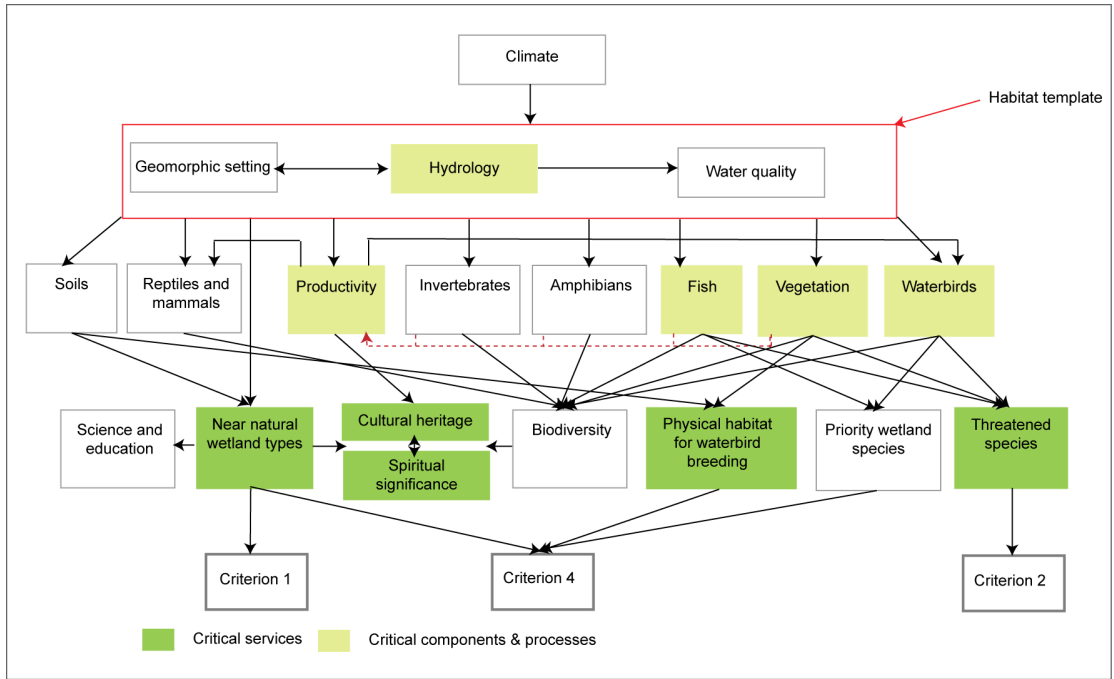 Climate
Habitat template
Geomorphic setting
Hydrology
Water quality
Soils
Reptiles and
mammals
Productivity
Invertebrates
Amphibians
Fish
Vegetation
Waterbirds
Science and
education
Near natural
wetland types
Cultural heritage
Spiritual
significance
Biodiversity
Physical habitat
for waterbird
breeding
Priority wetland
species
Threatened
species
Criterion 1
Criterion 4
Criterion 2
Critical services
Critical components & processes